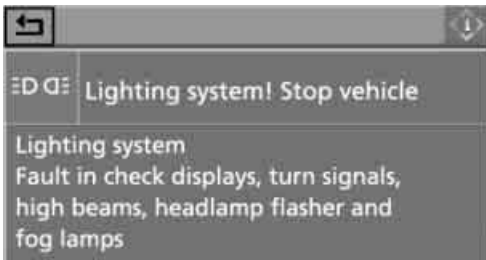 Lighting system! Stop vehicle
Lighting system
Fault in check displays, turn signals,
high beams, headlamp flasher and
fog lamps